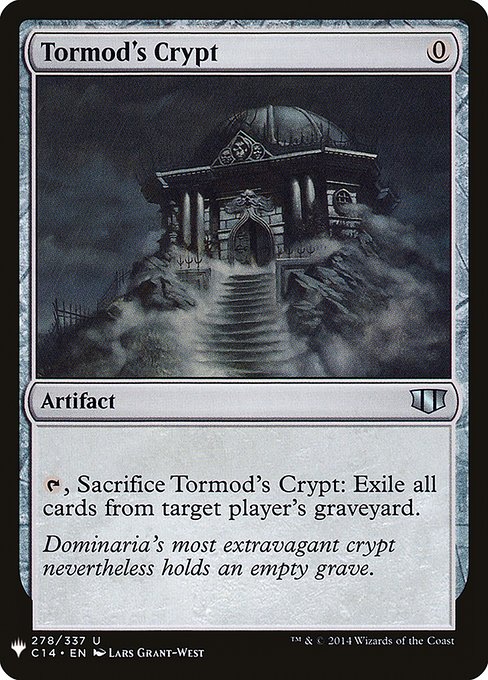 Tormod's Crypt 0
Artifact
, Sacrifice Tormod's Crypt: Exile all
cards from target player's graveyard.
Dominaria's most extravagant crypt
nevertheless holds an empty grave.
278/337 U
C14 • EN Lars Grant-West
™ & © 2014 Wizards of the Coast